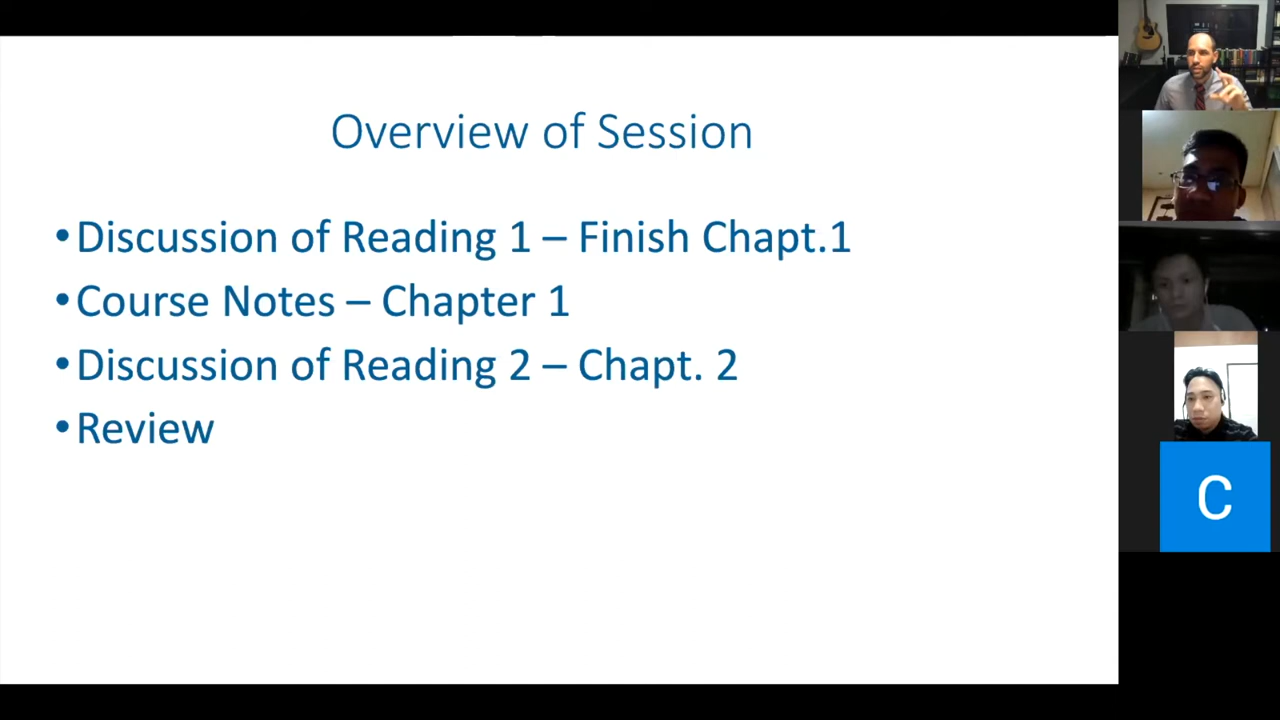 Overview of Session
•Discussion of Reading 1 – Finish Chapt.1
•Course Notes – Chapter 1
•Discussion of Reading 2 – Chapt. 2
•Review
C